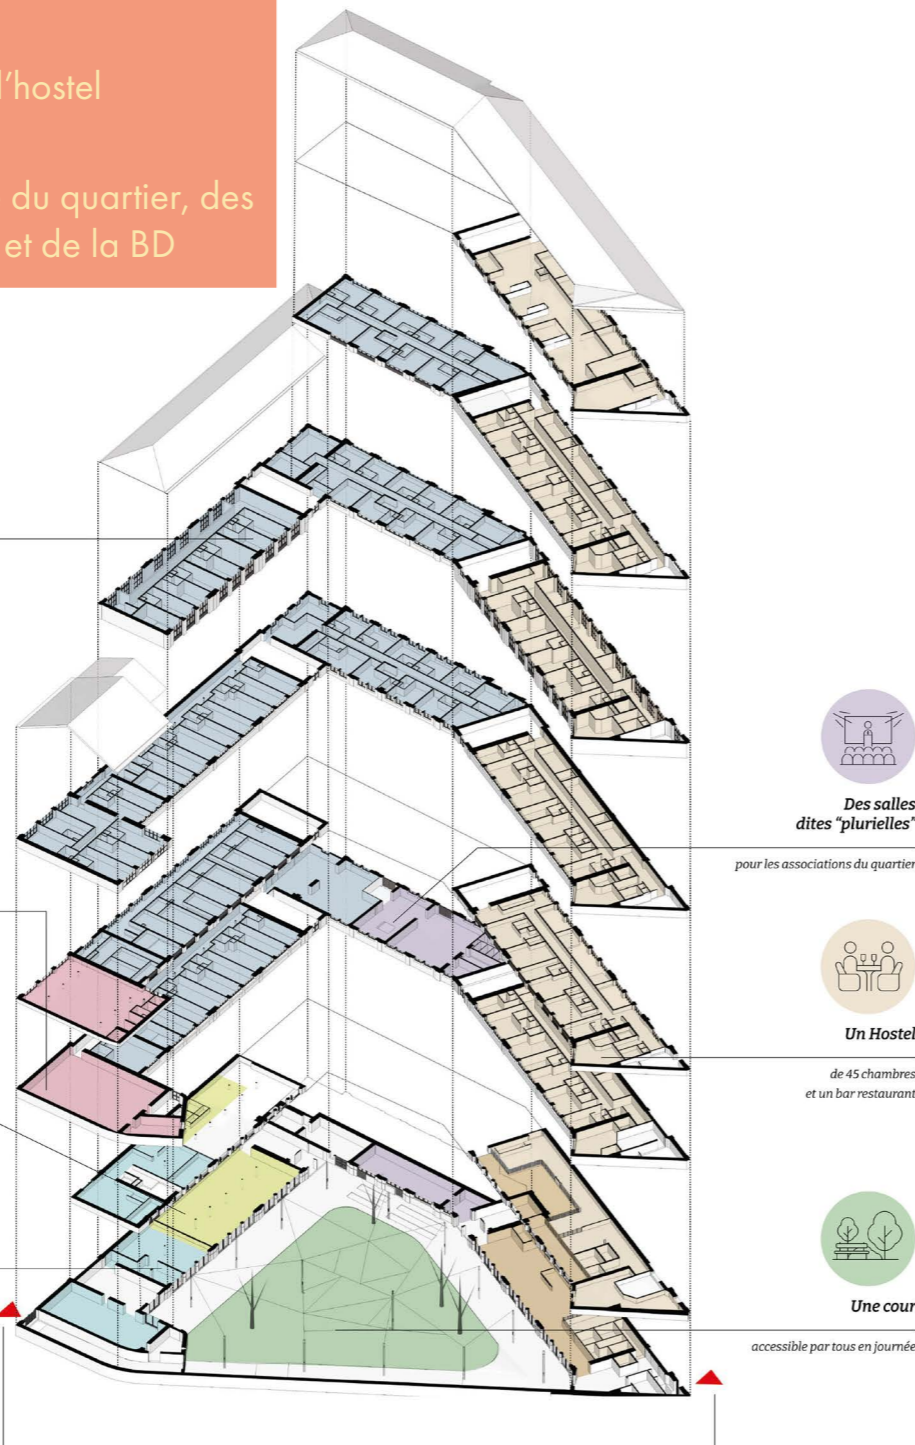 l'hostel
du quartier, des
et de la BD
Des salles
dites "plurielles"
pour les associations du quartier
Un Hostel
de 45 chambres
et un bar restaurant
Une cour
accessible par tous en journée